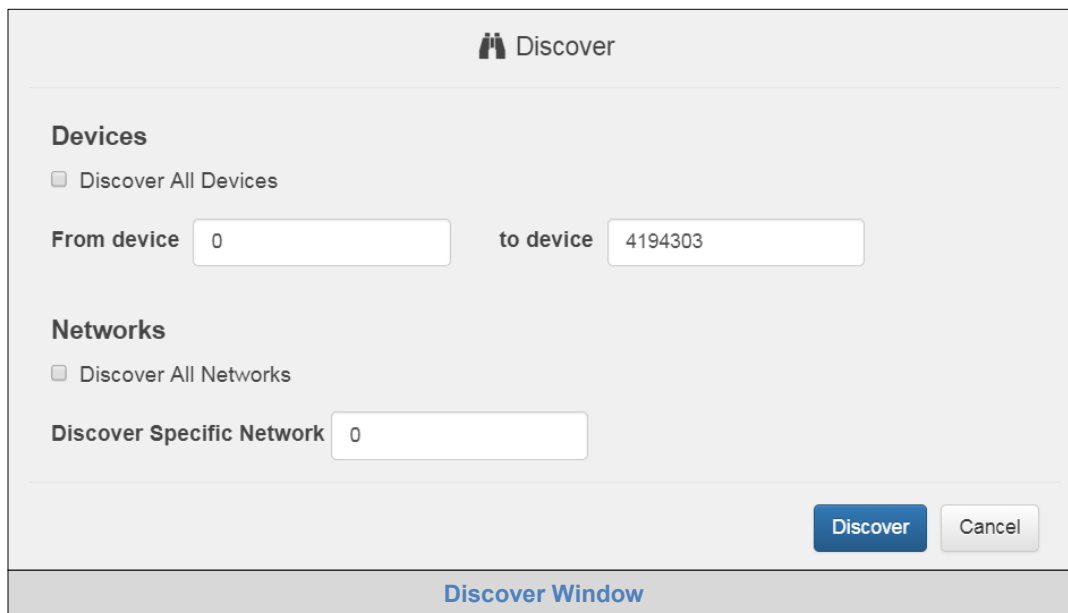 Discover
Devices
Discover All Devices
From device 0 to device 4194303
Networks
Discover All Networks
Discover Specific Network 0
Discover Cancel
Discover Window